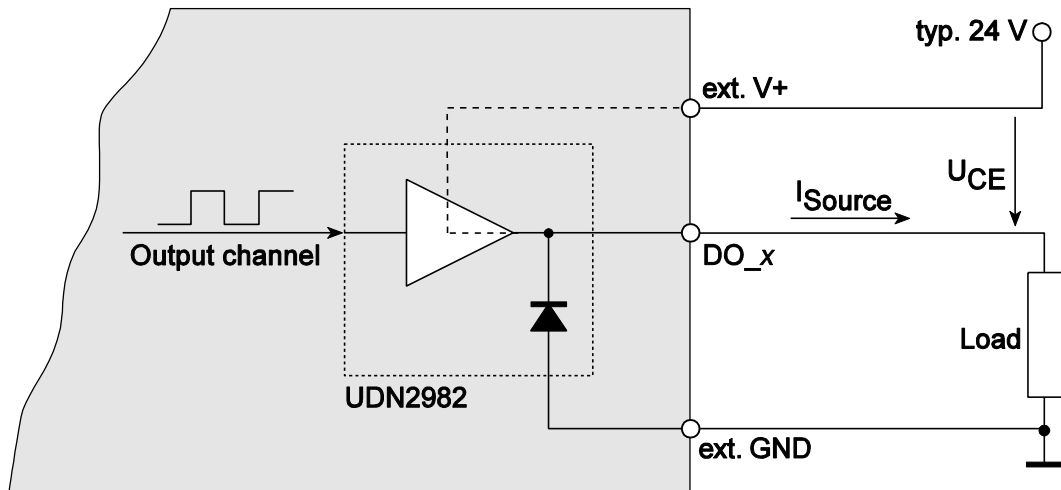 typ. 24 V
ext. V+
U_CE
I_Source
Output channel
DO_x
Load
UDN2982
ext. GND